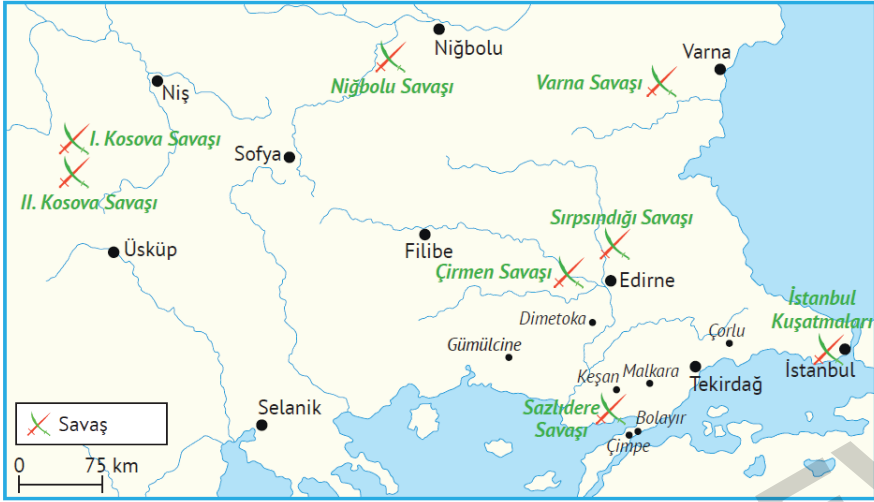 Niğbolu
Varna
Niğbolu Savaşı
Varna Savaşı
Niş
I. Kosova Savaşı
Sofya
II. Kosova Savaşı
Sırpsındığı Savaşı
Üsküp
Filibe
Çirmen Savaşı
Edirne
İstanbul
Kuşatmaları
Dimetoka
Çorlu
Gümülcine
İstanbul
Keşan
Malkara
Tekirdağ
Selanik
Sazlıdere
Savaşı
Bolayır
Çimpe
Savaş
0 75 km